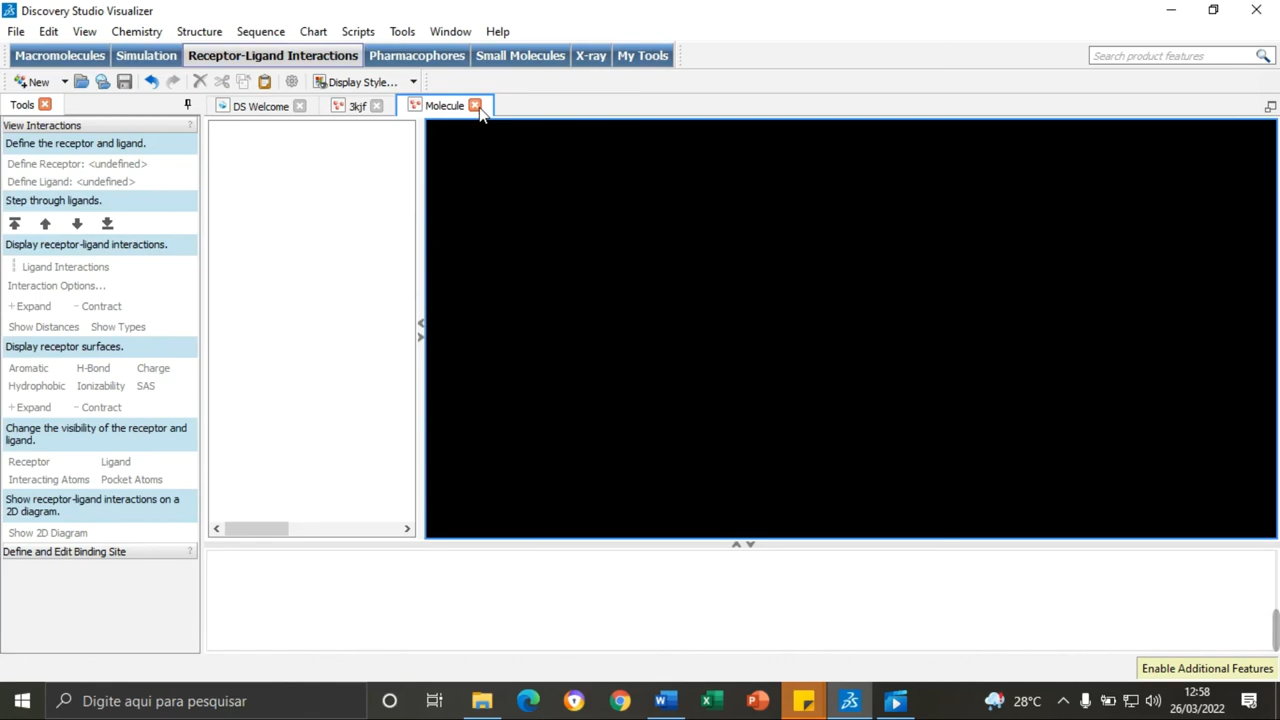 Discovery Studio Visualizer
File Edit View Chemistry Structure Sequence Chart Scripts Tools Window Help
Macromolecules Simulation Receptor-Ligand Interactions Pharmacophores Small Molecules X-ray My Tools Search product features
New Display Style...
Tools DS Welcome 3kjf Molecule
View Interactions ?
Define the receptor and ligand.
Define Receptor: <undefined>
Define Ligand: <undefined>
Step through ligands.
Display receptor-ligand interactions.
Ligand Interactions
Interaction Options...
+Expand -Contract
Show Distances Show Types
Display receptor surfaces.
Aromatic H-Bond Charge
Hydrophobic Ionizability SAS
+Expand -Contract
Change the visibility of the receptor and
ligand.
Receptor Ligand
Interacting Atoms Pocket Atoms
Show receptor-ligand interactions on a
2D diagram.
Show 2D Diagram
Define and Edit Binding Site ?
Enable Additional Features
Digite aqui para pesquisar 28°C 12:58
26/03/2022